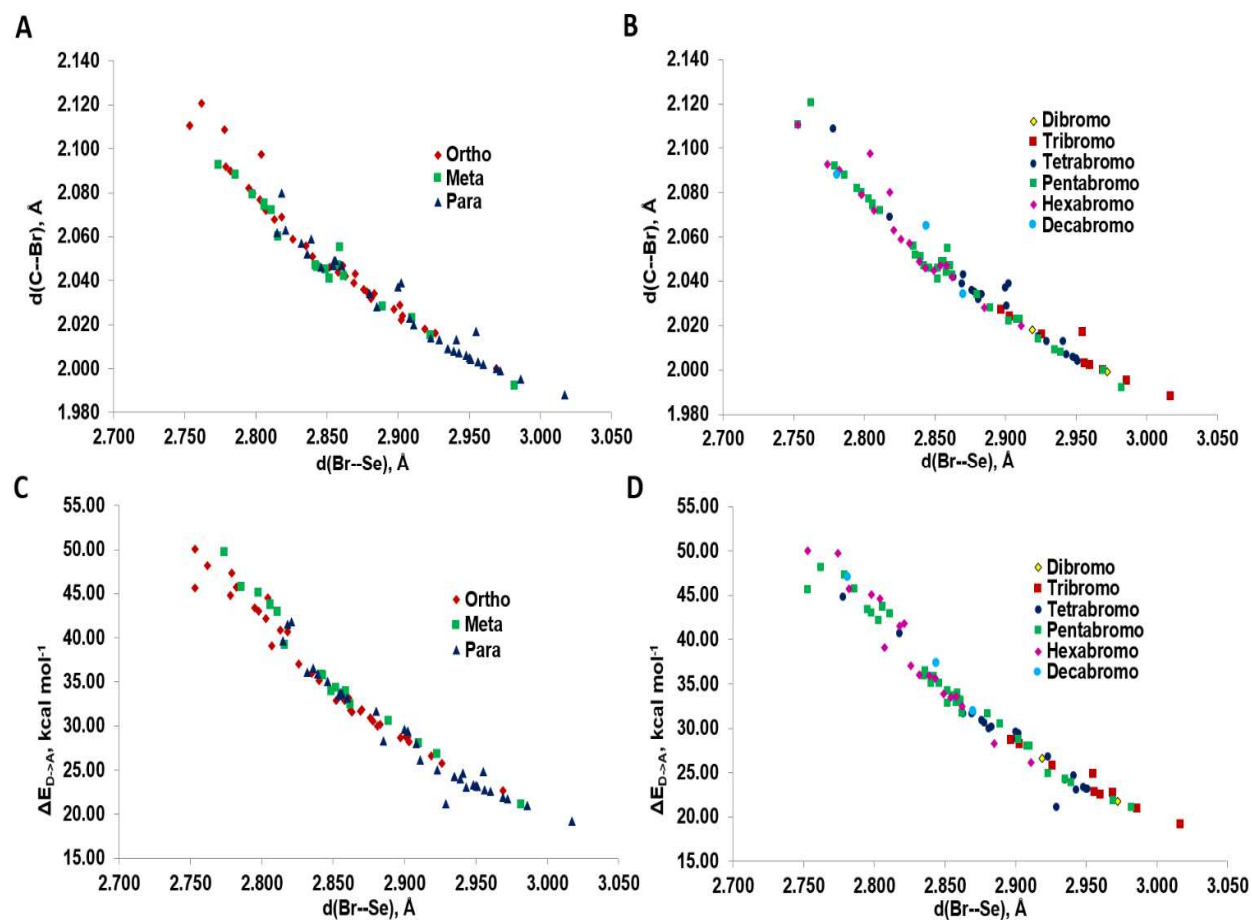 A
d(C--Br), Å
2.140
2.120
2.100
2.080
2.060
2.040
2.020
2.000
1.980
2.700 2.750 2.800 2.850 2.900 2.950 3.000 3.050
d(Br--Se), Å
Ortho
Meta
Para
B
d(C--Br), Å
2.140
2.120
2.100
2.080
2.060
2.040
2.020
2.000
1.980
2.700 2.750 2.800 2.850 2.900 2.950 3.000 3.050
d(Br--Se), Å
Dibromo
Tribromo
Tetrabromo
Pentabromo
Hexabromo
Decabromo
C
ΔE D->A, kcal mol-1
55.00
50.00
45.00
40.00
35.00
30.00
25.00
20.00
15.00
2.700 2.750 2.800 2.850 2.900 2.950 3.000 3.050
d(Br--Se), Å
Ortho
Meta
Para
D
ΔE D->A, kcal mol-1
55.00
50.00
45.00
40.00
35.00
30.00
25.00
20.00
15.00
2.700 2.750 2.800 2.850 2.900 2.950 3.000 3.050
d(Br--Se), Å
Dibromo
Tribromo
Tetrabromo
Pentabromo
Hexabromo
Decabromo